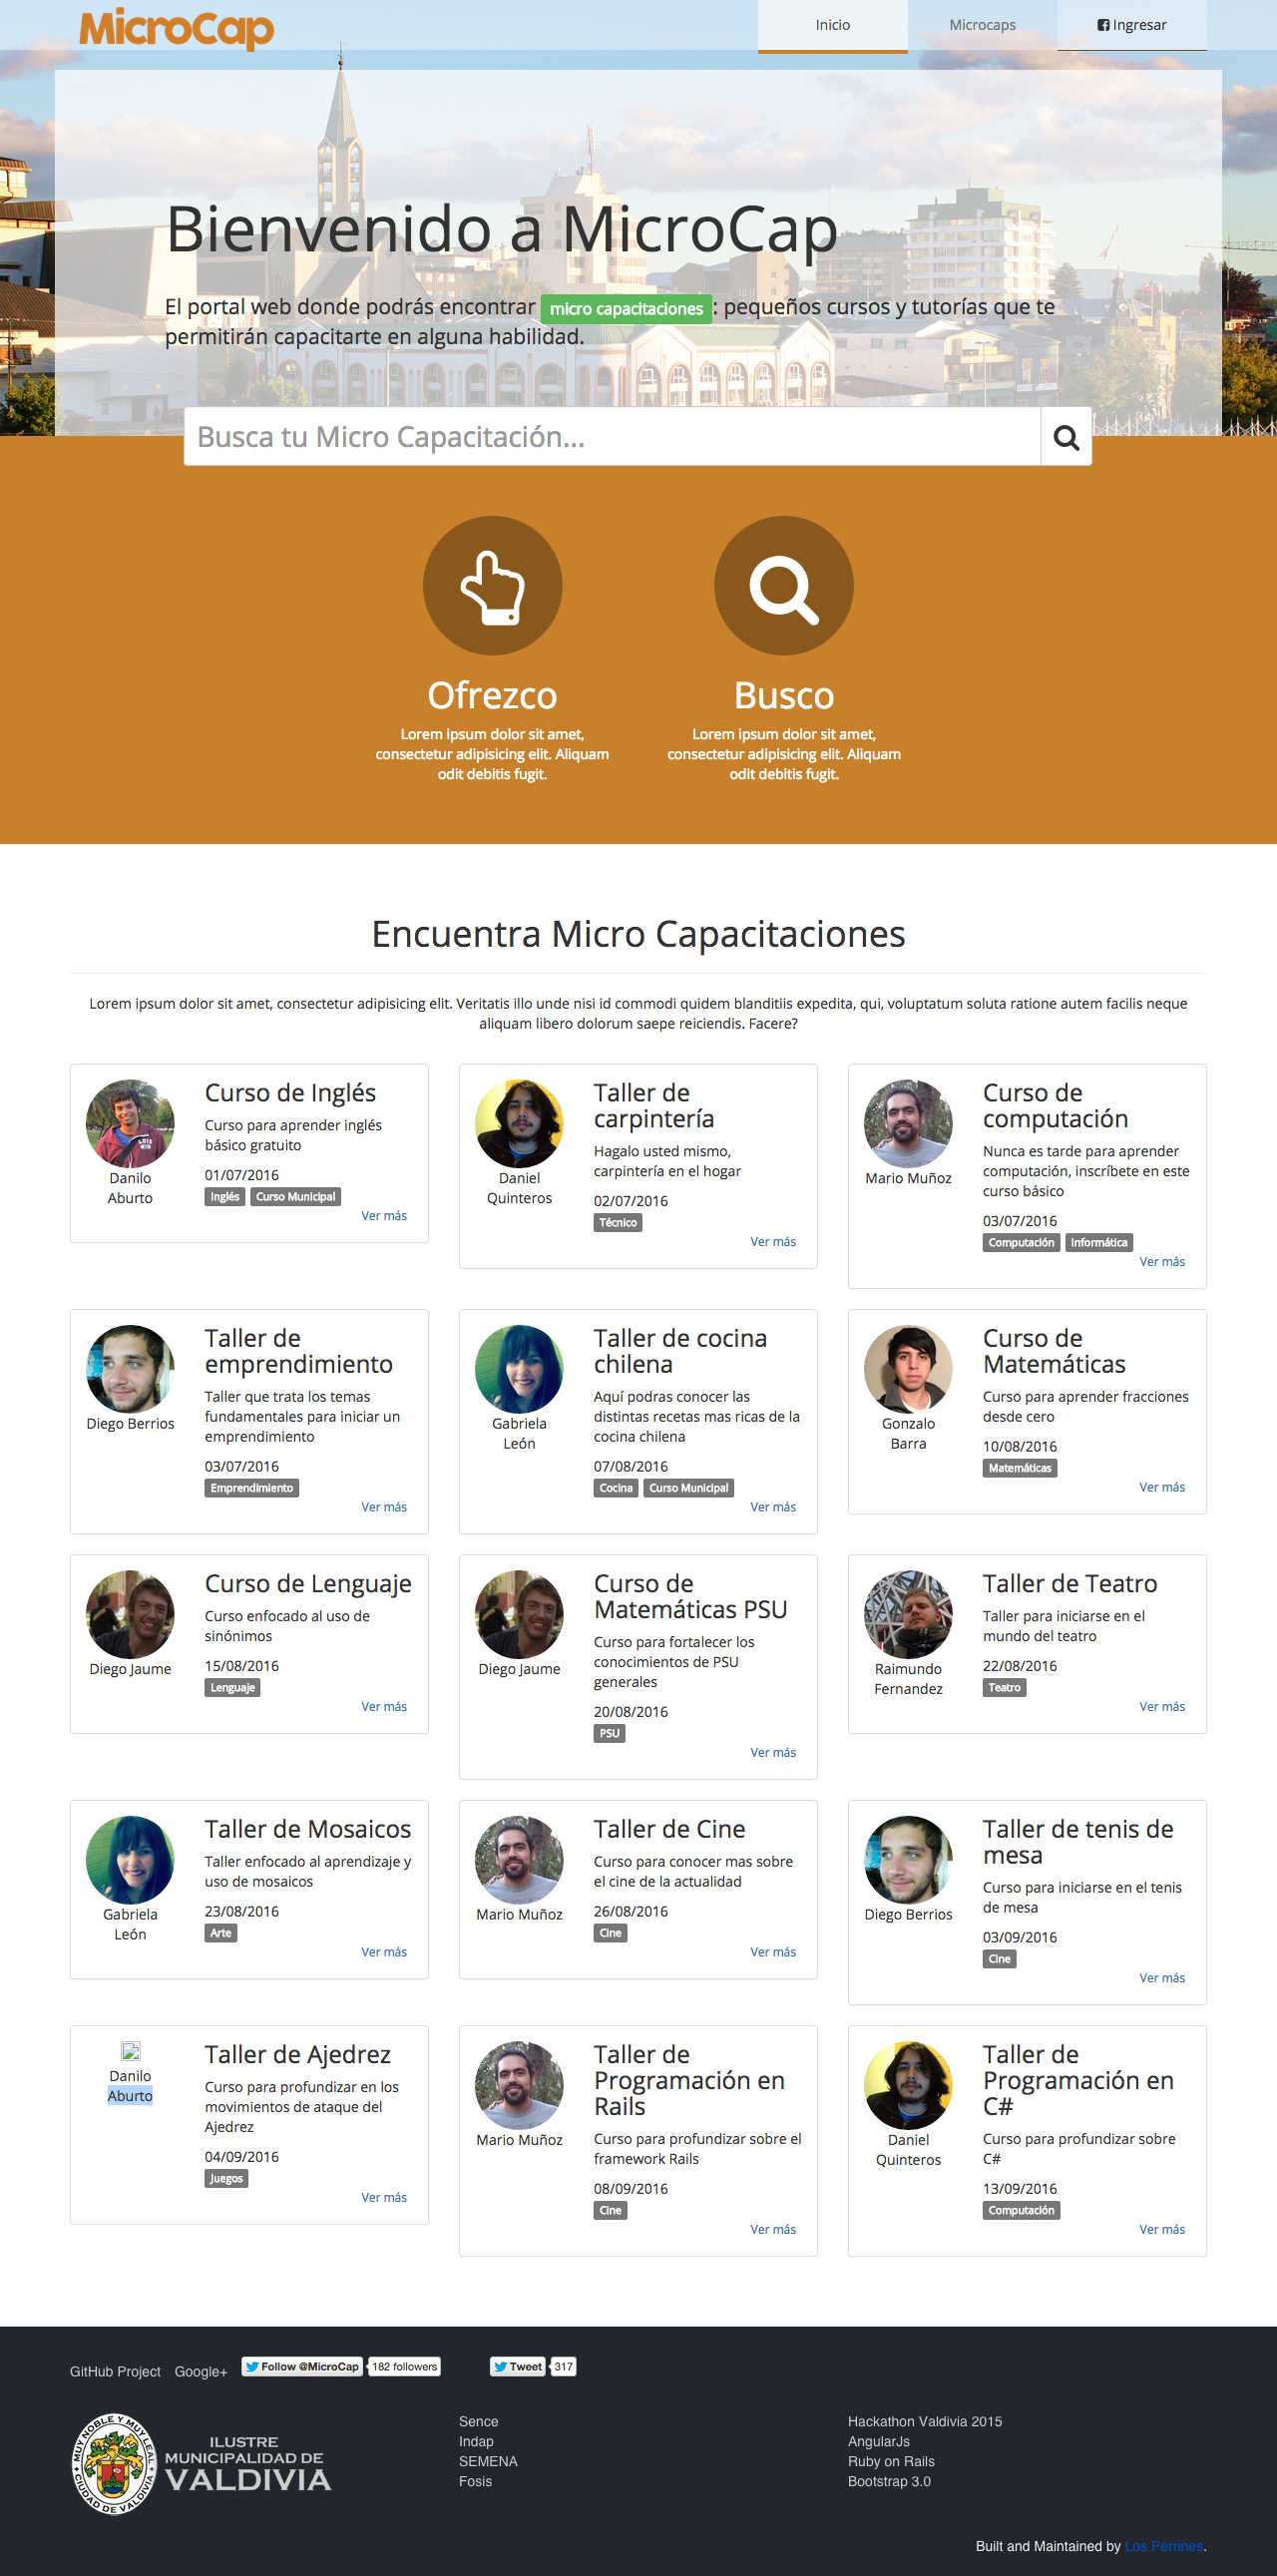 MicroCap
Inicio
Microcaps
Ingresar
Bienvenido a MicroCap
El portal web donde podrás encontrar micro capacitaciones: pequeños cursos y tutorías que te
permitirán capacitarte en alguna habilidad.
Busca tu Micro Capacitación...
Ofrezco
Lorem ipsum dolor sit amet,
consectetur adipisicing elit. Aliquam
odit debitis fugit.
Busco
Lorem ipsum dolor sit amet,
consectetur adipisicing elit. Aliquam
odit debitis fugit.
Encuentra Micro Capacitaciones
Lorem ipsum dolor sit amet, consectetur adipisicing elit. Veritatis illo unde nisi id commodi quidem blanditiis expedita, qui, voluptatum soluta ratione autem facilis neque
aliquam libero dolorum saepe reiciendis. Facere?
Danilo
Aburto
Curso de Inglés
Curso para aprender inglés
básico gratuito
01/07/2016
Inglés
Curso Municipal
Ver más
Daniel
Quinteros
Taller de
carpintería
Hagalo usted mismo,
carpintería en el hogar
02/07/2016
Técnico
Ver más
Mario Muñoz
Curso de
computación
Nunca es tarde para aprender
computación, inscríbete en este
curso básico
03/07/2016
Computación
Informática
Ver más
Diego Berrios
Taller de
emprendimiento
Taller que trata los temas
fundamentales para iniciar un
emprendimiento
03/07/2016
Emprendimiento
Ver más
Gabriela
León
Taller de cocina
chilena
Aquí podras conocer las
distintas recetas mas ricas de la
cocina chilena
07/08/2016
Cocina
Curso Municipal
Ver más
Gonzalo
Barra
Curso de
Matemáticas
Curso para aprender fracciones
desde cero
10/08/2016
Matemáticas
Ver más
Diego Jaume
Curso de Lenguaje
Curso enfocado al uso de
sinónimos
15/08/2016
Lenguaje
Ver más
Diego Jaume
Curso de
Matemáticas PSU
Curso para fortalecer los
conocimientos de PSU
generales
20/08/2016
PSU
Ver más
Raimundo
Fernandez
Taller de Teatro
Taller para iniciarse en el
mundo del teatro
22/08/2016
Teatro
Ver más
Gabriela
León
Taller de Mosaicos
Taller enfocado al aprendizaje y
uso de mosaicos
23/08/2016
Arte
Ver más
Mario Muñoz
Taller de Cine
Curso para conocer mas sobre
el cine de la actualidad
26/08/2016
Cine
Ver más
Diego Berrios
Taller de tenis de
mesa
Curso para iniciarse en el tenis
de mesa
03/09/2016
Cine
Ver más
Danilo
Aburto
Taller de Ajedrez
Curso para profundizar en los
movimientos de ataque del
Ajedrez
04/09/2016
Juegos
Ver más
Mario Muñoz
Taller de
Programación en
Rails
Curso para profundizar sobre el
framework Rails
08/09/2016
Cine
Ver más
Daniel
Quinteros
Taller de
Programación en
C#
Curso para profundizar sobre
C#
13/09/2016
Computación
Ver más
GitHub Project
Google+
Follow @MicroCap
182 followers
Tweet
317
MUY NOBLE Y MUY LEAL
CIUDAD DE VALDIVIA
ILUSTRE
MUNICIPALIDAD DE
VALDIVIA
Sence
Indap
SEMENA
Fosis
Hackathon Valdivia 2015
AngularJs
Ruby on Rails
Bootstrap 3.0
Built and Maintained by Los Perrines.